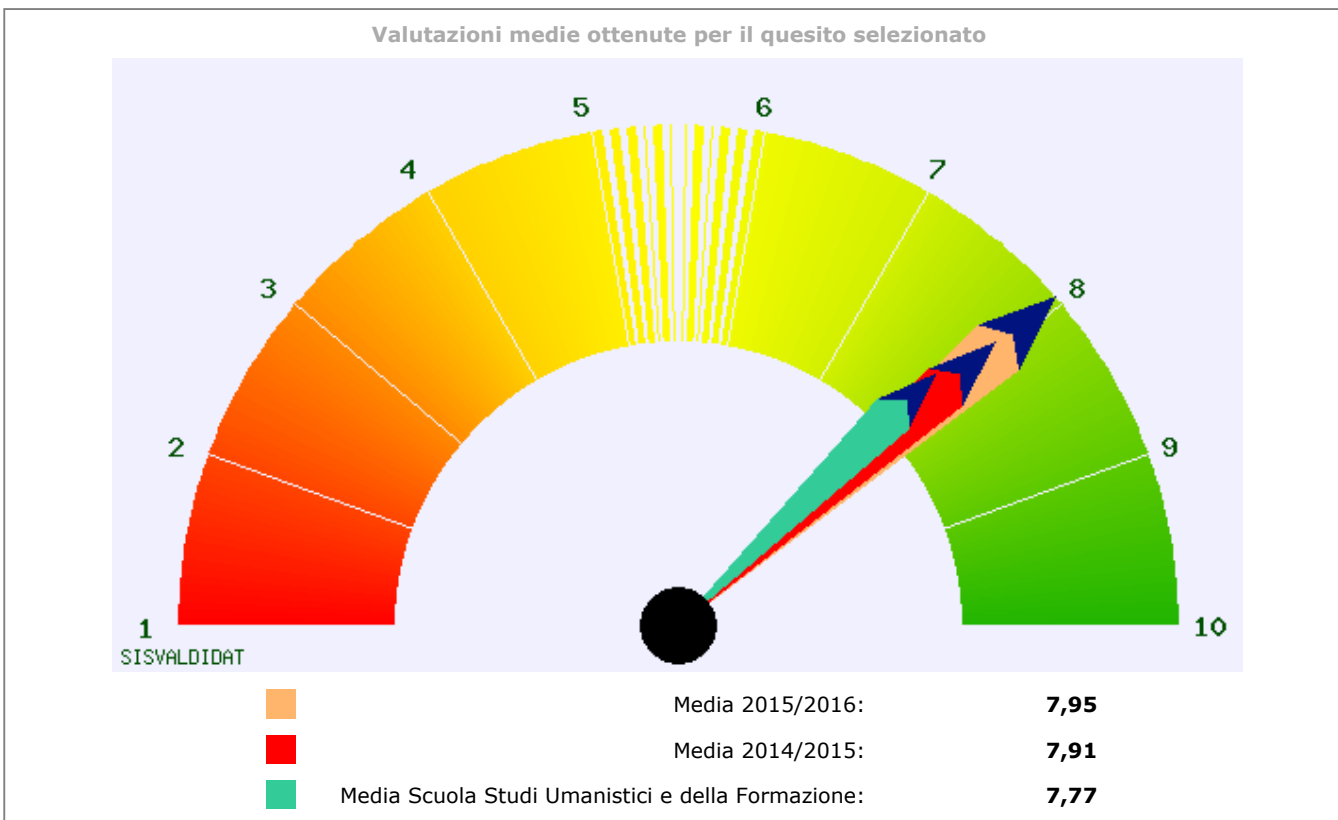 Valutazioni medie ottenute per il quesito selezionato
5
6
4
7
3
8
2
9
1
10
SISVALDIDAT
Media 2015/2016: 7,95
Media 2014/2015: 7,91
Media Scuola Studi Umanistici e della Formazione: 7,77